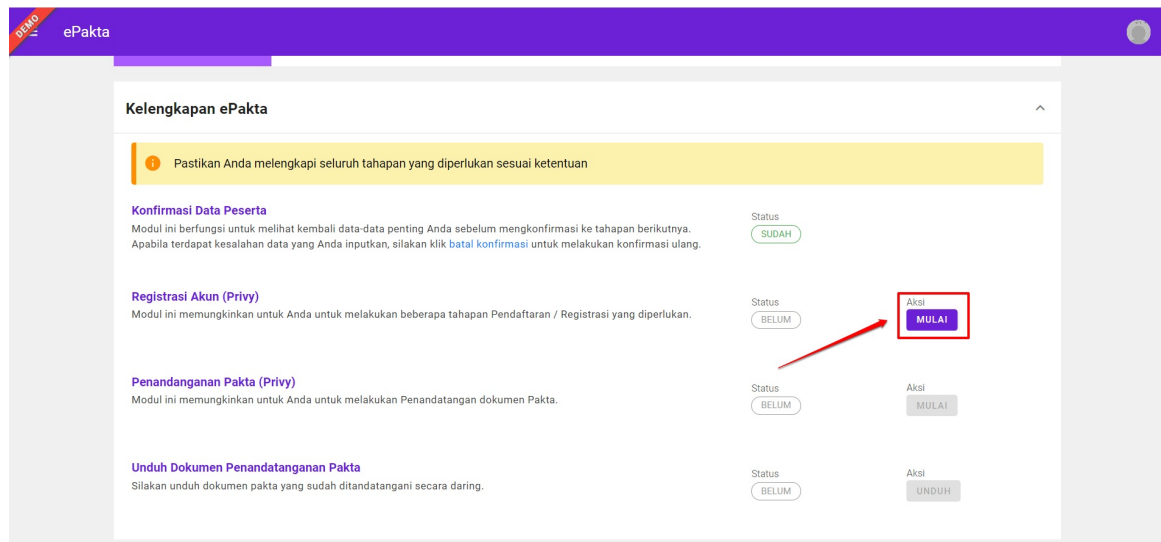 DEMO
ePakta
Kelengkapan ePakta
Pastikan Anda melengkapi seluruh tahapan yang diperlukan sesuai ketentuan
Konfirmasi Data Peserta
Modul ini berfungsi untuk melihat kembali data-data penting Anda sebelum mengkonfirmasi ke tahapan berikutnya.
Apabila terdapat kesalahan data yang Anda inputkan, silakan klik batal konfirmasi untuk melakukan konfirmasi ulang.
Status
SUDAH
Registrasi Akun (Privy)
Modul ini memungkinkan untuk Anda untuk melakukan beberapa tahapan Pendaftaran / Registrasi yang diperlukan.
Status
BELUM
Aksi
MULAI
Penandanganan Pakta (Privy)
Modul ini memungkinkan untuk Anda untuk melakukan Penandatangan dokumen Pakta.
Status
BELUM
Aksi
MULAI
Unduh Dokumen Penandatanganan Pakta
Silakan unduh dokumen pakta yang sudah ditandatangani secara daring.
Status
BELUM
Aksi
UNDUH